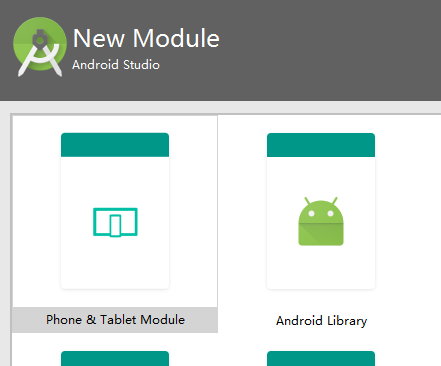 New Module
Android Studio
Phone & Tablet Module
Android Library